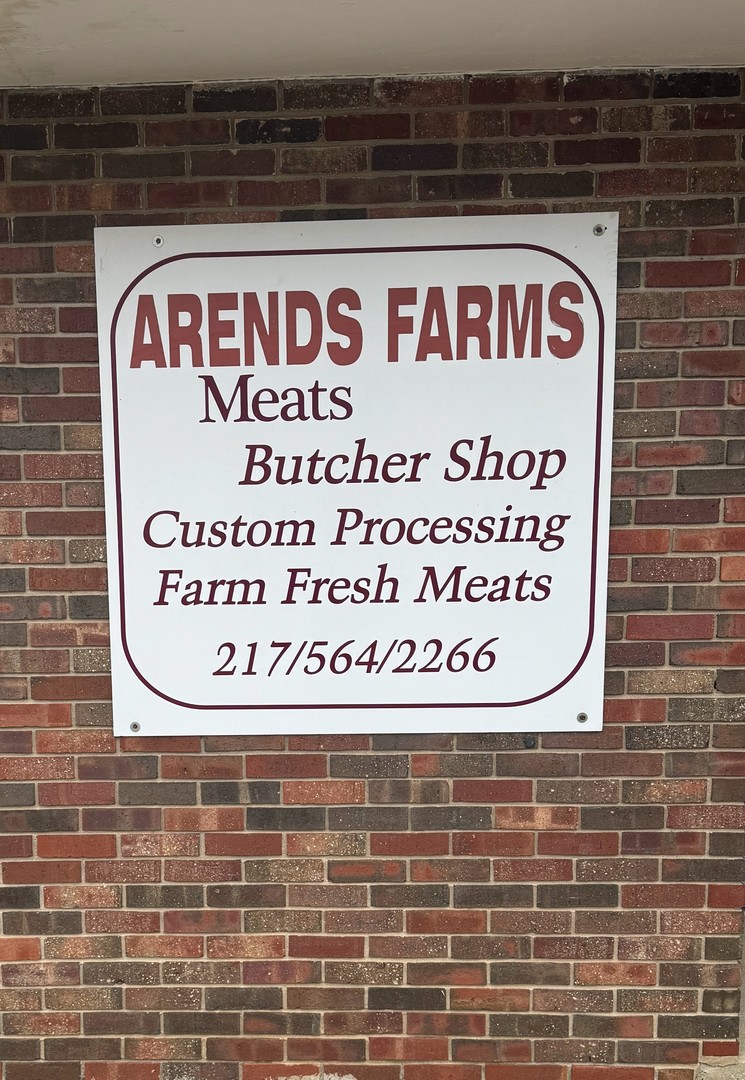 ARENDS FARMS
Meats
Butcher Shop
Custom Processing
Farm Fresh Meats
217/564/2266